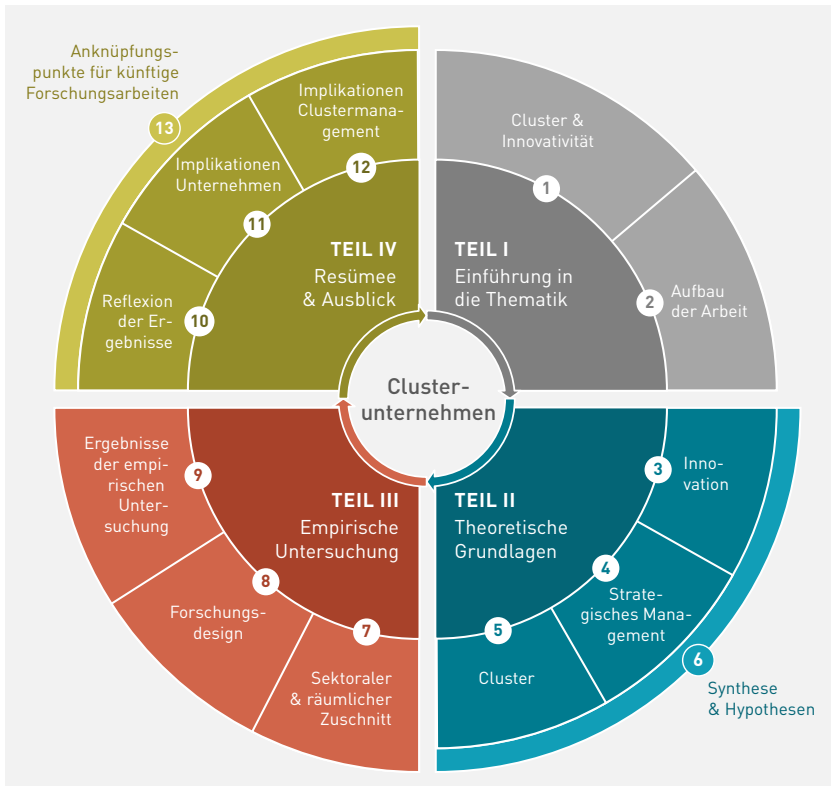 Cluster-
unternehmen
TEIL I
Einführung in
die Thematik
Cluster &
Innovativität
1
2
Aufbau
der Arbeit
TEIL II
Theoretische
Grundlagen
3
Inno-
vation
4
Strate-
gisches Mana-
gement
5
Cluster
6
Synthese
& Hypothesen
TEIL III
Empirische
Untersuchung
7
Sektoraler
& räumlicher
Zuschnitt
8
Forschungs-
design
9
Ergebnisse
der empi-
rischen
Unter-
suchung
TEIL IV
Resümee
& Ausblick
10
Reflexion
der Er-
gebnisse
11
Implikationen
Unternehmen
12
Implikationen
Clustermana-
gement
13
Anknüpfungs-
punkte für künftige
Forschungsarbeiten